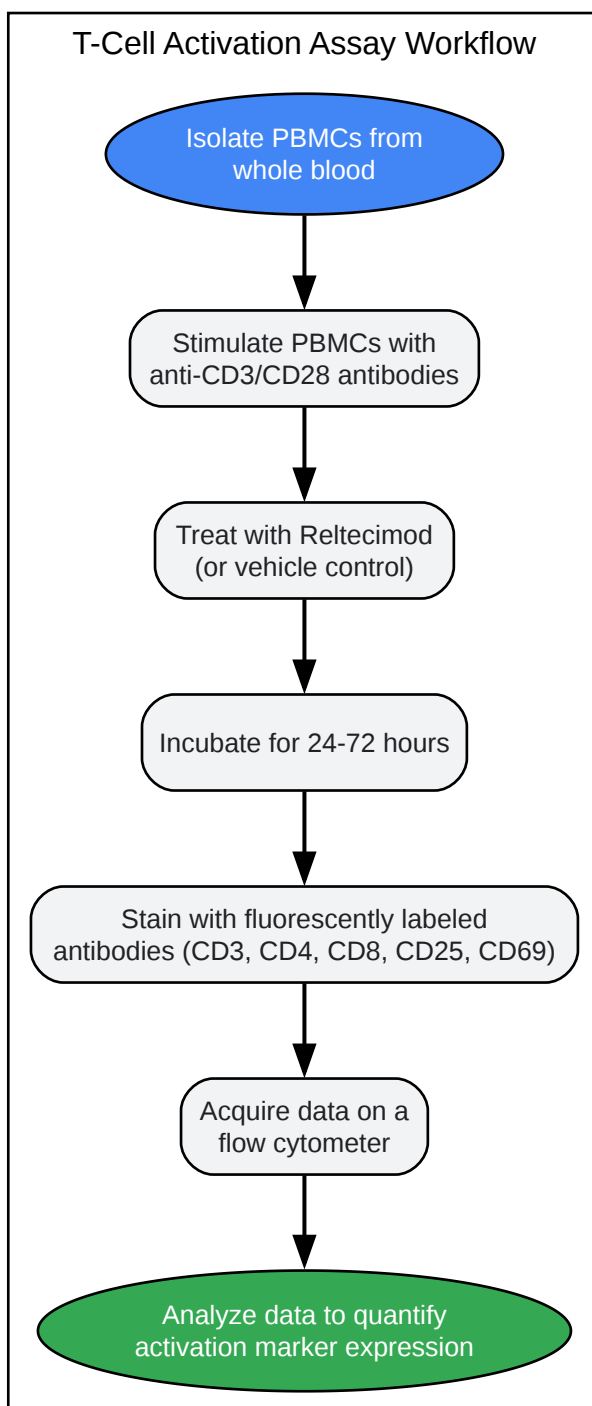 T-Cell Activation Assay Workflow
Isolate PBMCs from
whole blood
Stimulate PBMCs with
anti-CD3/CD28 antibodies
Treat with Reltecimod
(or vehicle control)
Incubate for 24-72 hours
Stain with fluorescently labeled
antibodies (CD3, CD4, CD8, CD25, CD69)
Acquire data on a
flow cytometer
Analyze data to quantify
activation marker expression